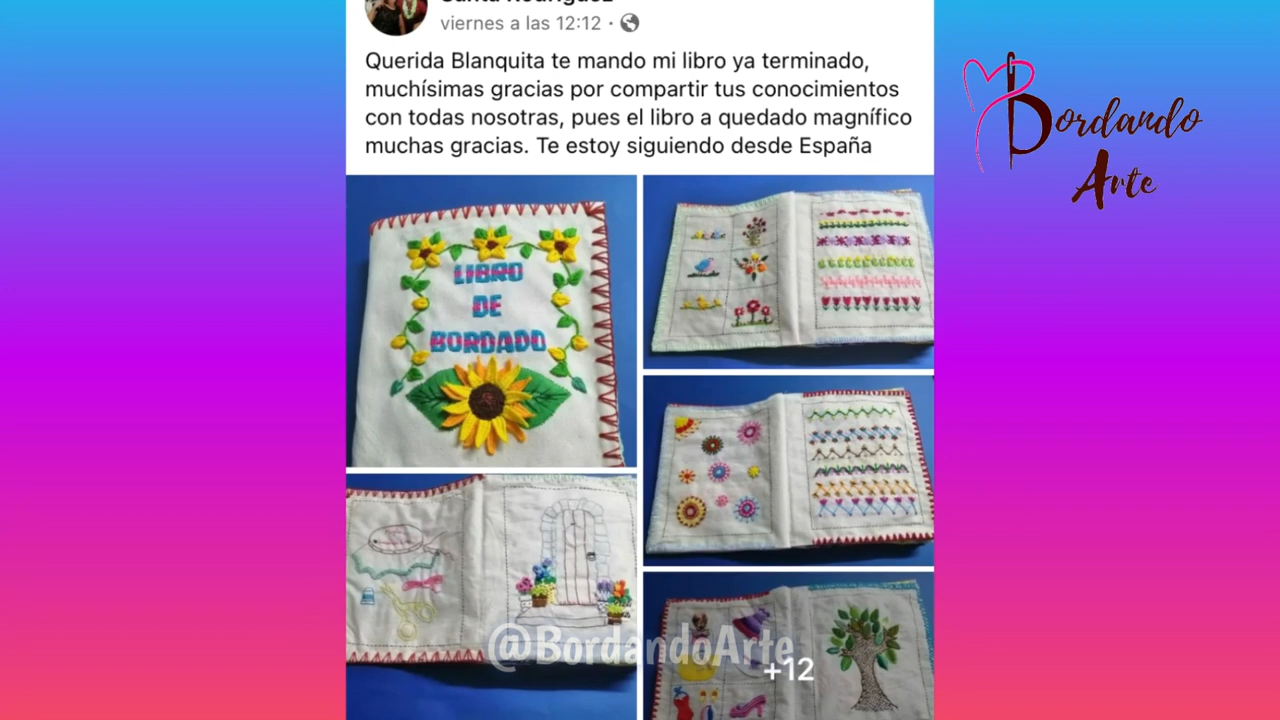 Santa Rodríguez
viernes a las 12:12 ·
Querida Blanquita te mando mi libro ya terminado,
muchísimas gracias por compartir tus conocimientos
con todas nosotras, pues el libro a quedado magnífico
muchas gracias. Te estoy siguiendo desde España
Bordando
Arte
LIBRO
DE
BORDADO
@BordandoArte
+12